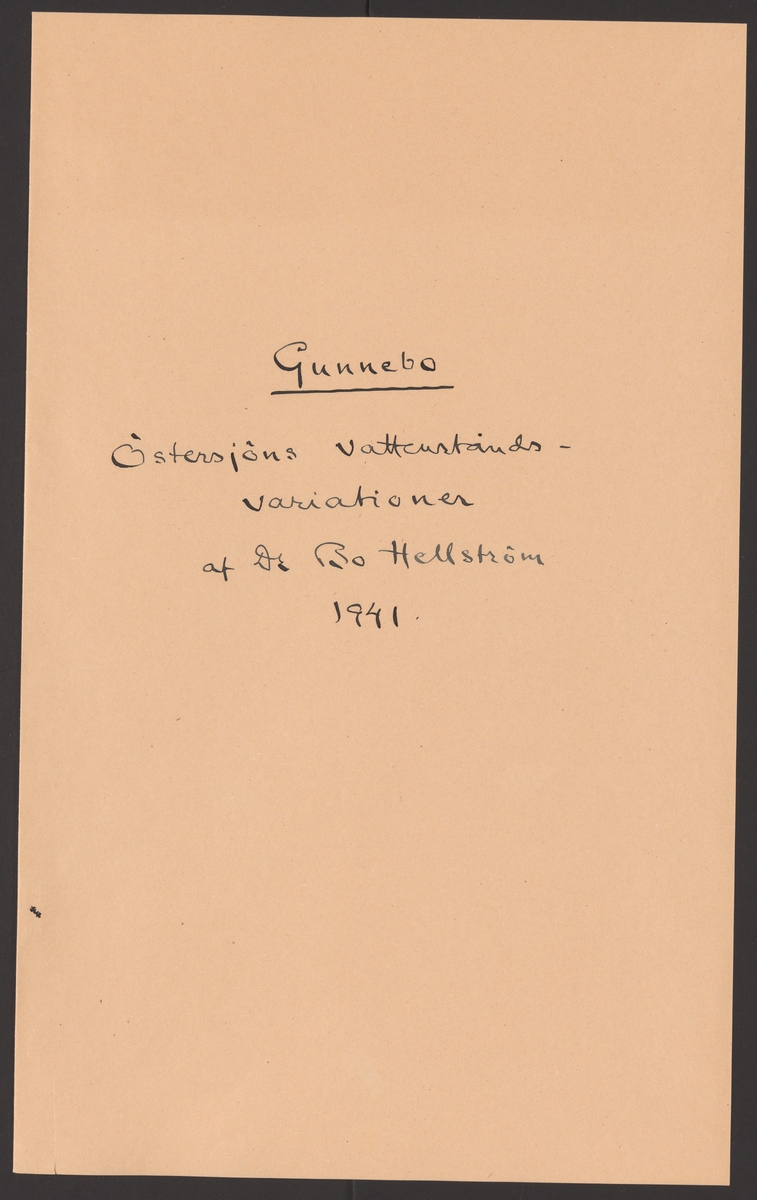 Gunnebo
Östersjöns vattenstånds-
variationer
af Dr Bo Hellström
1941.